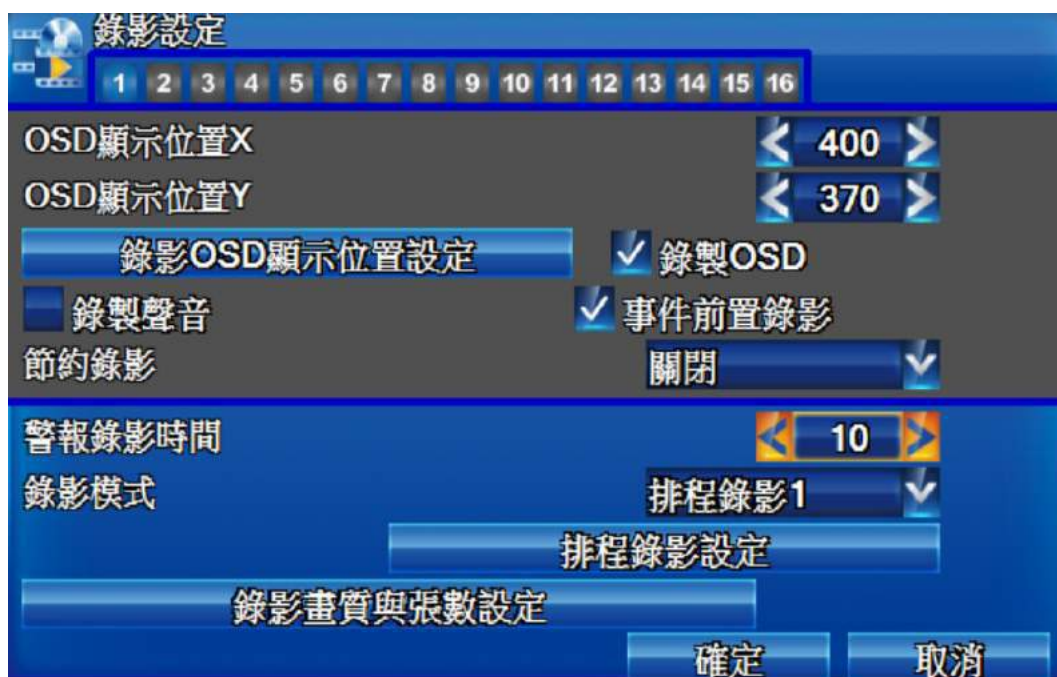 錄影設定
1 2 3 4 5 6 7 8 9 10 11 12 13 14 15 16
OSD顯示位置X 400
OSD顯示位置Y 370
錄影OSD顯示位置設定 錄製OSD
錄製聲音 事件前置錄影
節約錄影 關閉
警報錄影時間 10
錄影模式 排程錄影1
排程錄影設定
錄影畫質與張數設定
確定 取消